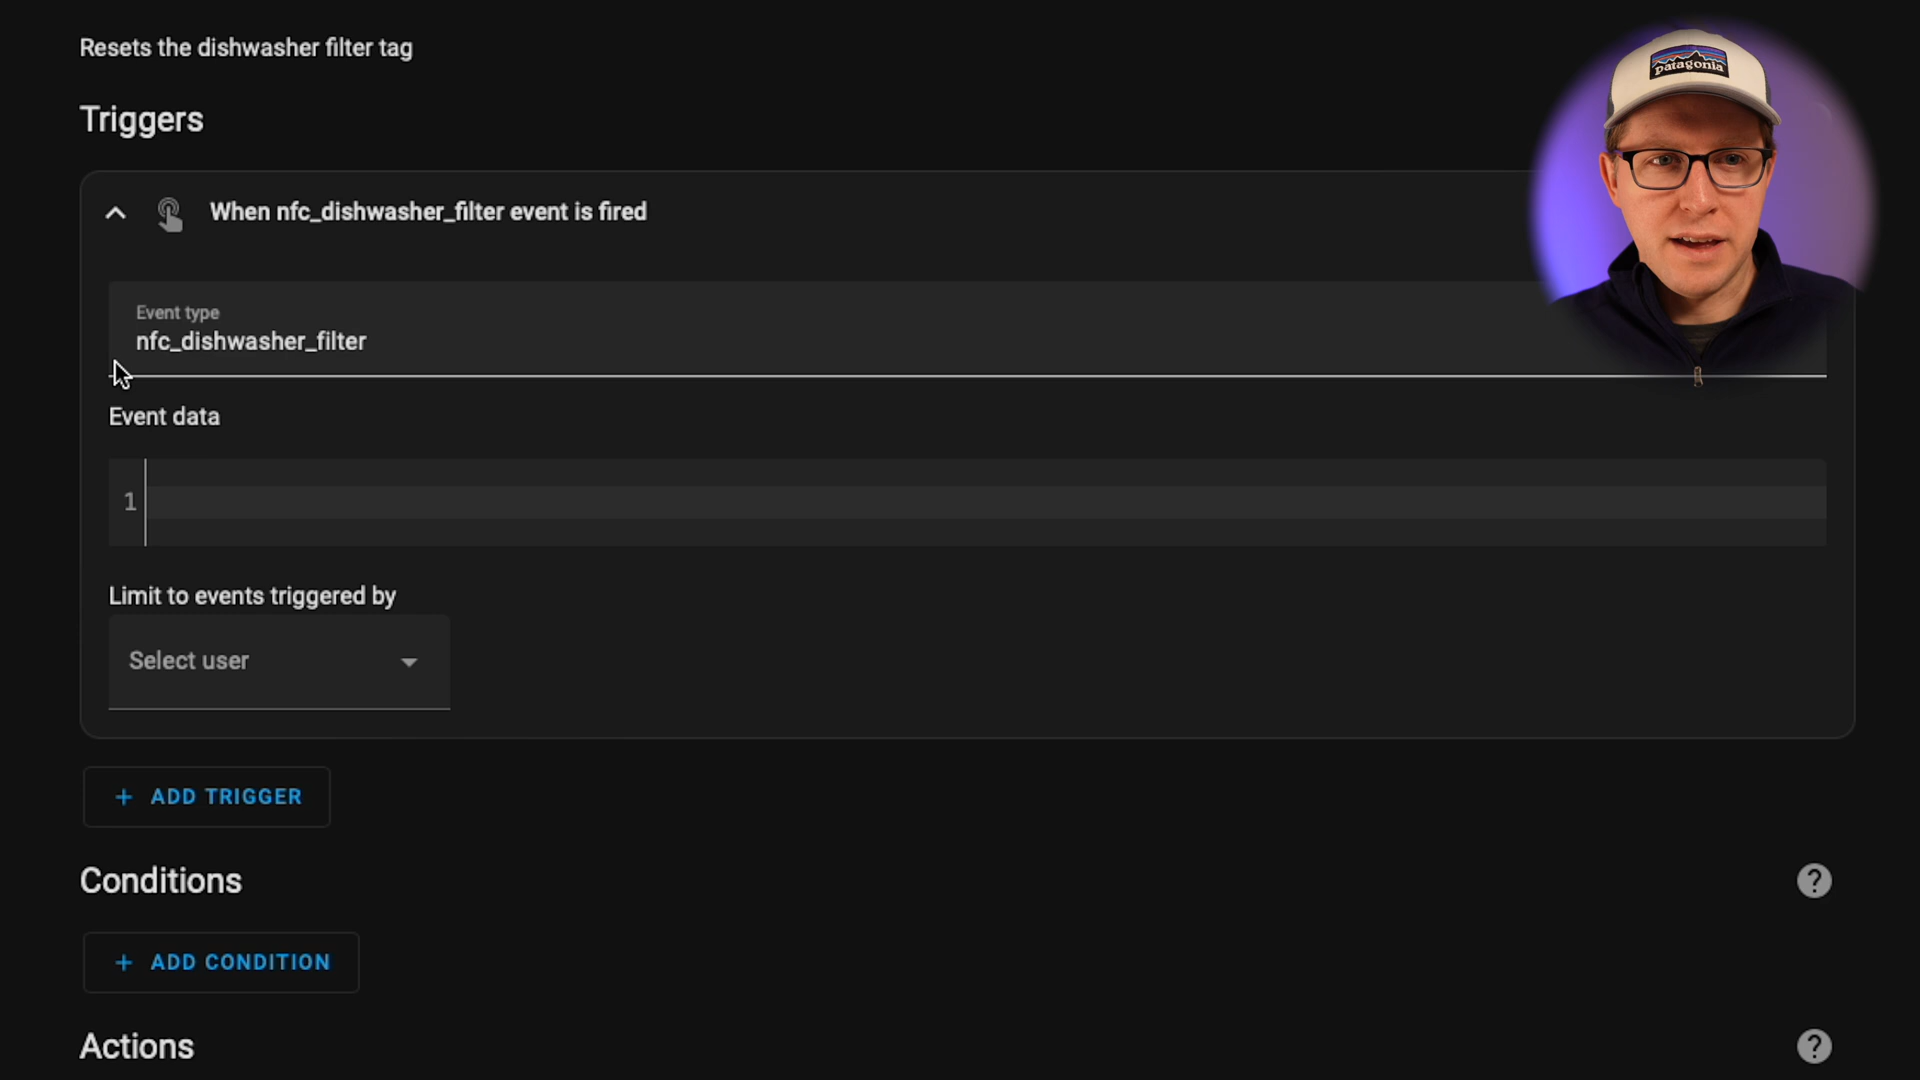 Resets the dishwasher filter tag
patagonia
Triggers
When nfc_dishwasher_filter event is fired
Event type
nfc_dishwasher_filter
Event data
1
Limit to events triggered by
Select user
+ ADD TRIGGER
Conditions
?
+ ADD CONDITION
Actions
?